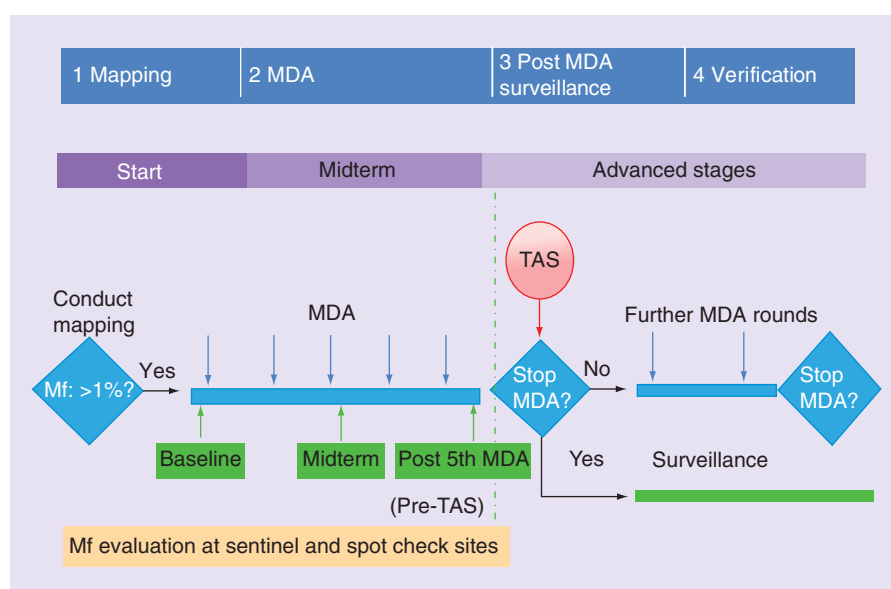 1 Mapping
2 MDA
3 Post MDA
surveillance
4 Verification
Start
Midterm
Advanced stages
TAS
Conduct
mapping
MDA
Further MDA rounds
Mf: >1%?
Yes
Stop
MDA?
No
Stop
MDA?
Baseline
Midterm
Post 5th MDA
Yes
Surveillance
(Pre-TAS)
Mf evaluation at sentinel and spot check sites